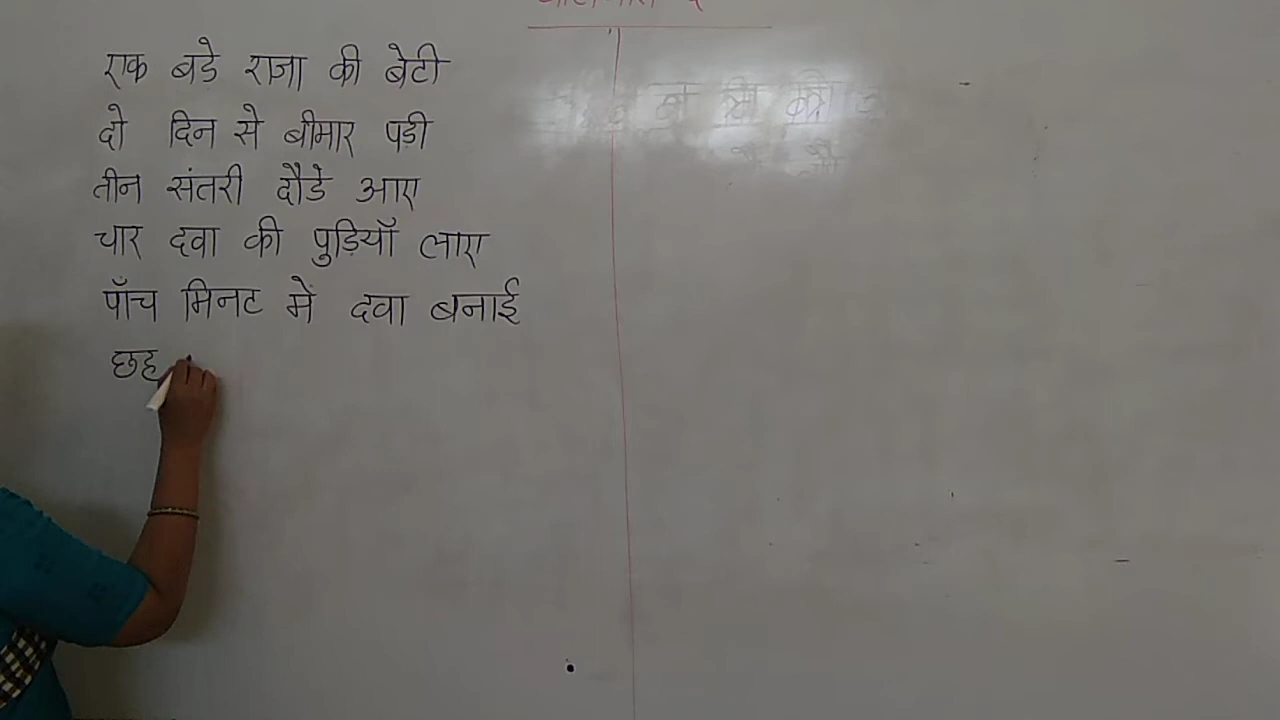 एक बडे राजा की बेटी
दो दिन से बीमार पड़ी
तीन संतरी दौडे आए
चार दवा की पुड़ियाँ लाए
पाँच मिनट में दवा बनाई
छह